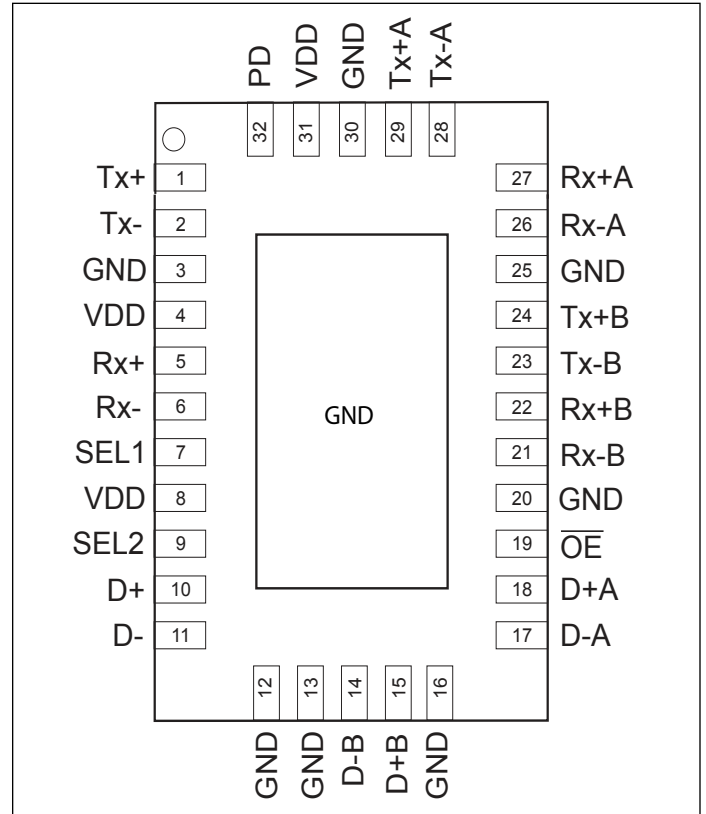 PD VDD GND Tx+A Tx-A
32 31 30 29 28
Tx+ 1 27 Rx+A
Tx- 2 26 Rx-A
GND 3 25 GND
VDD 4 24 Tx+B
Rx+ 5 23 Tx-B
Rx- 6 GND 22 Rx+B
SEL1 7 21 Rx-B
VDD 8 20 GND
SEL2 9 19 OE
D+ 10 18 D+A
D- 11 17 D-A
12 13 14 15 16
GND GND D-B D+B GND